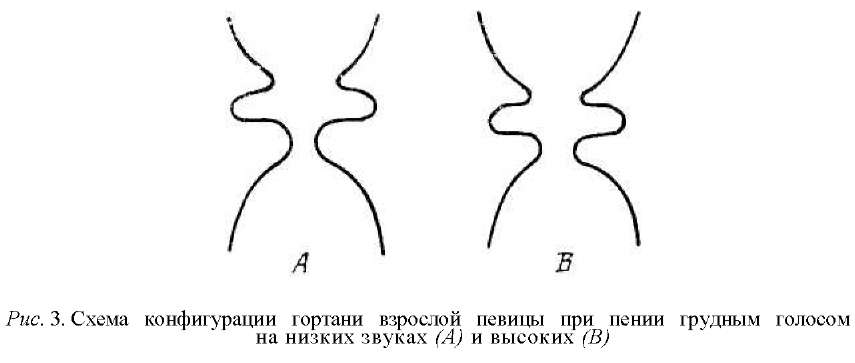 A В
Рис. 3. Схема конфигурации гортани взрослой певицы при пении грудным голосом
на низких звуках (А) и высоких (В)